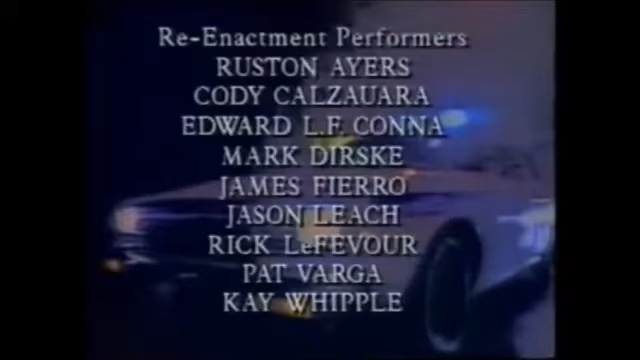 Re-Enactment Performers
RUSTON AYERS
CODY CALZAUARA
EDWARD L.F. CONNA
MARK DIRSKE
JAMES FIERRO
JASON LEACH
RICK LeFEVOUR
PAT VARGA
KAY WHIPPLE